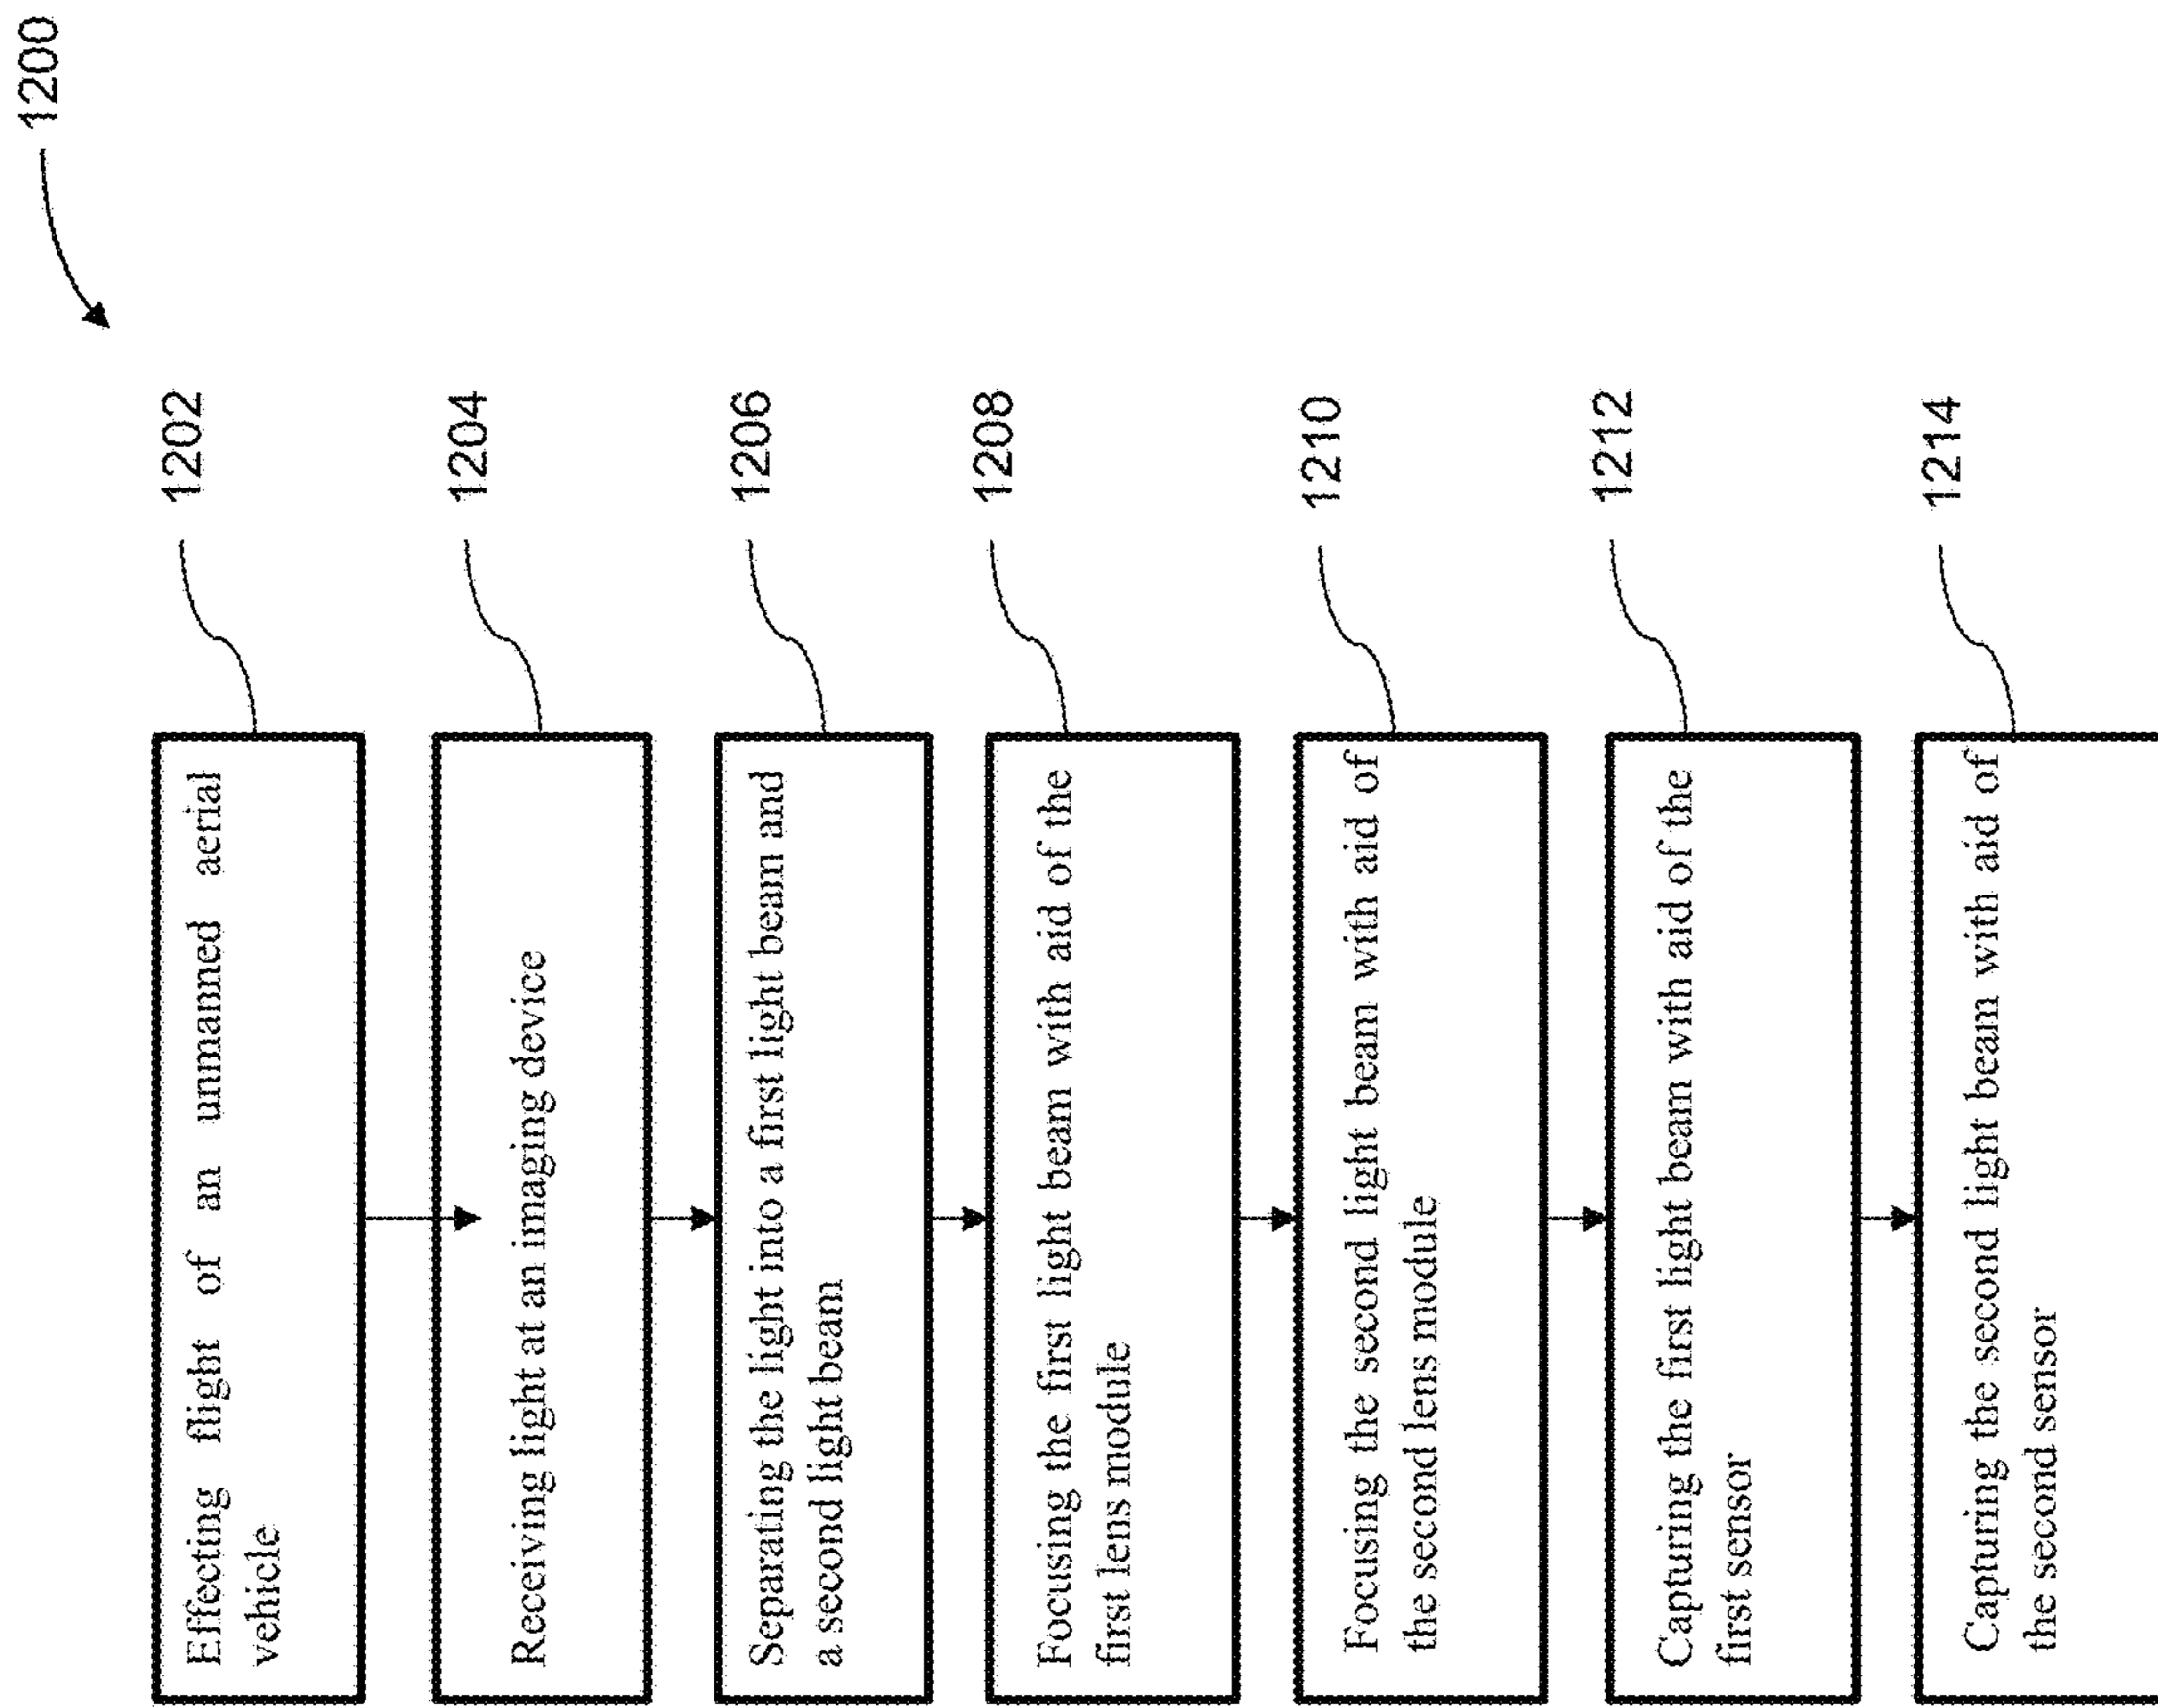 1200
1202
Effecting flight of an unmanned aerial
vehicle
1204
Receiving light at an imaging device
1206
Separating the light into a first light beam and
a second light beam
1208
Focusing the first light beam with aid of the
first lens module
1210
Focusing the second light beam with aid of
the second lens module
1212
Capturing the first light beam with aid of the
first sensor
1214
Capturing the second light beam with aid of
the second sensor